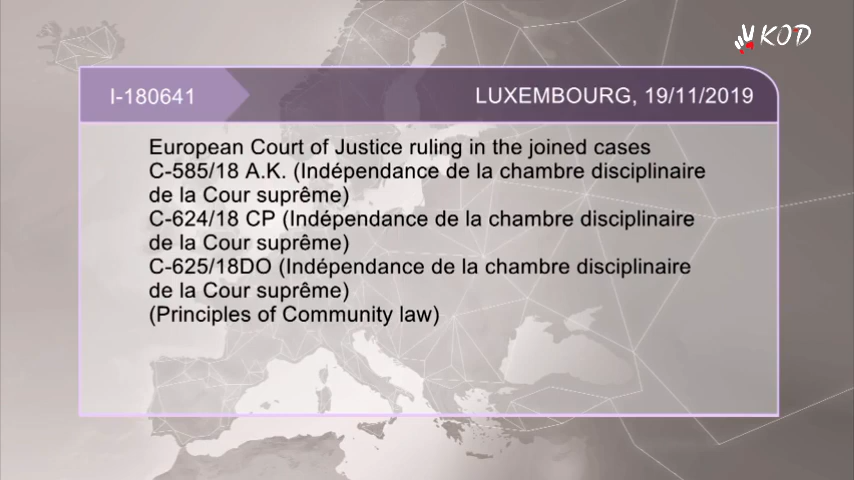 KOD
I-180641
LUXEMBOURG, 19/11/2019
European Court of Justice ruling in the joined cases
C-585/18 A.K. (Indépendance de la chambre disciplinaire
de la Cour suprême)
C-624/18 CP (Indépendance de la chambre disciplinaire
de la Cour suprême)
C-625/18DO (Indépendance de la chambre disciplinaire
de la Cour suprême)
(Principles of Community law)